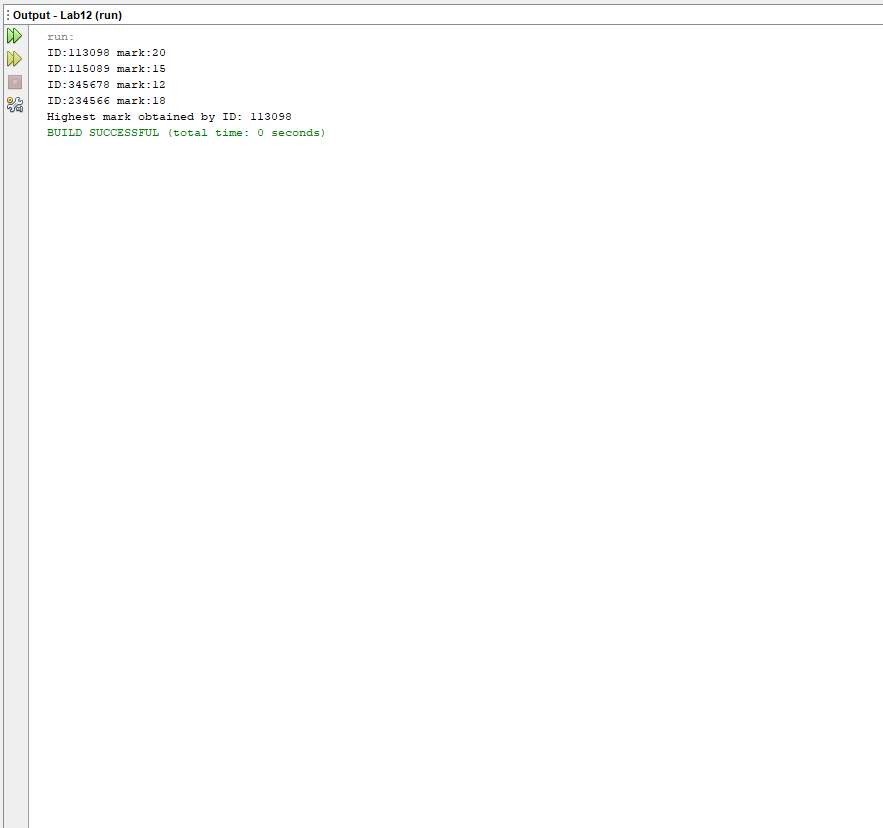 Output - Lab12 (run)
run:
ID:113098 mark:20
ID:115089 mark:15
ID:345678 mark:12
ID:234566 mark:18
Highest mark obtained by ID: 113098
BUILD SUCCESSFUL (total time: 0 seconds)